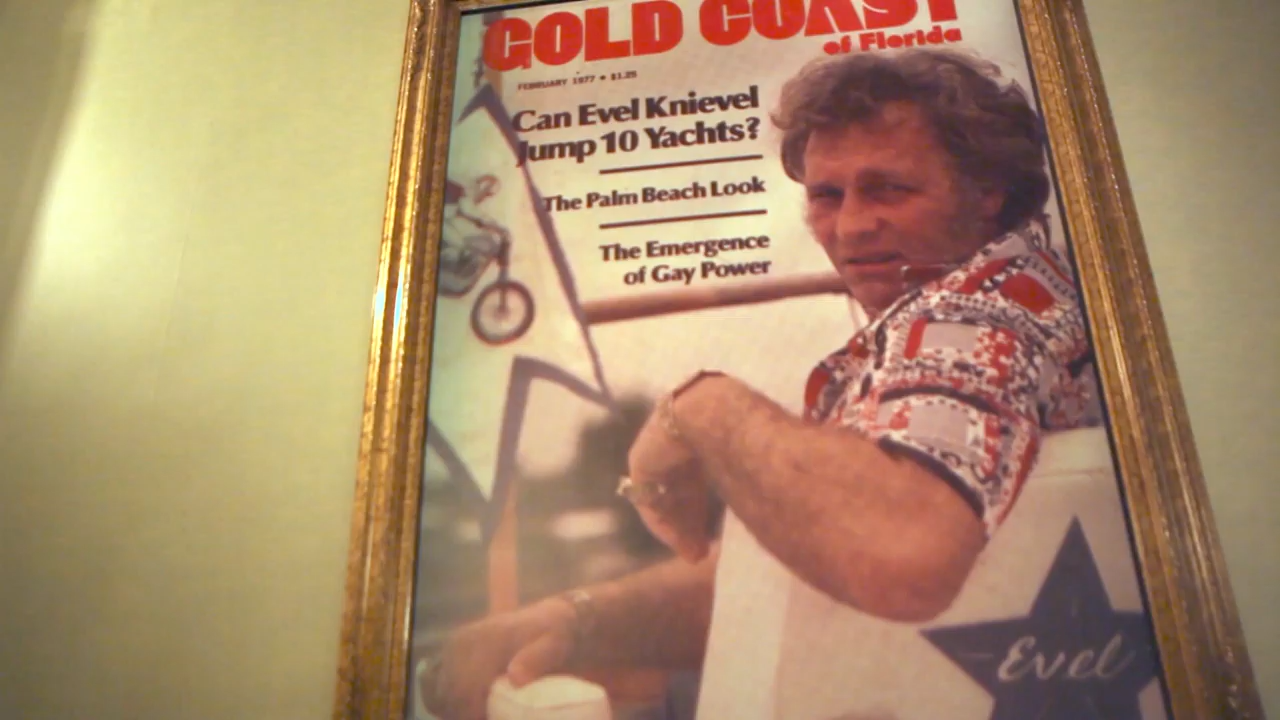 GOLD COAST
of Florida
FEBRUARY 1977 • $1.25
Can Evel Knievel
Jump 10 Yachts?
The Palm Beach Look
The Emergence
of Gay Power
Evel